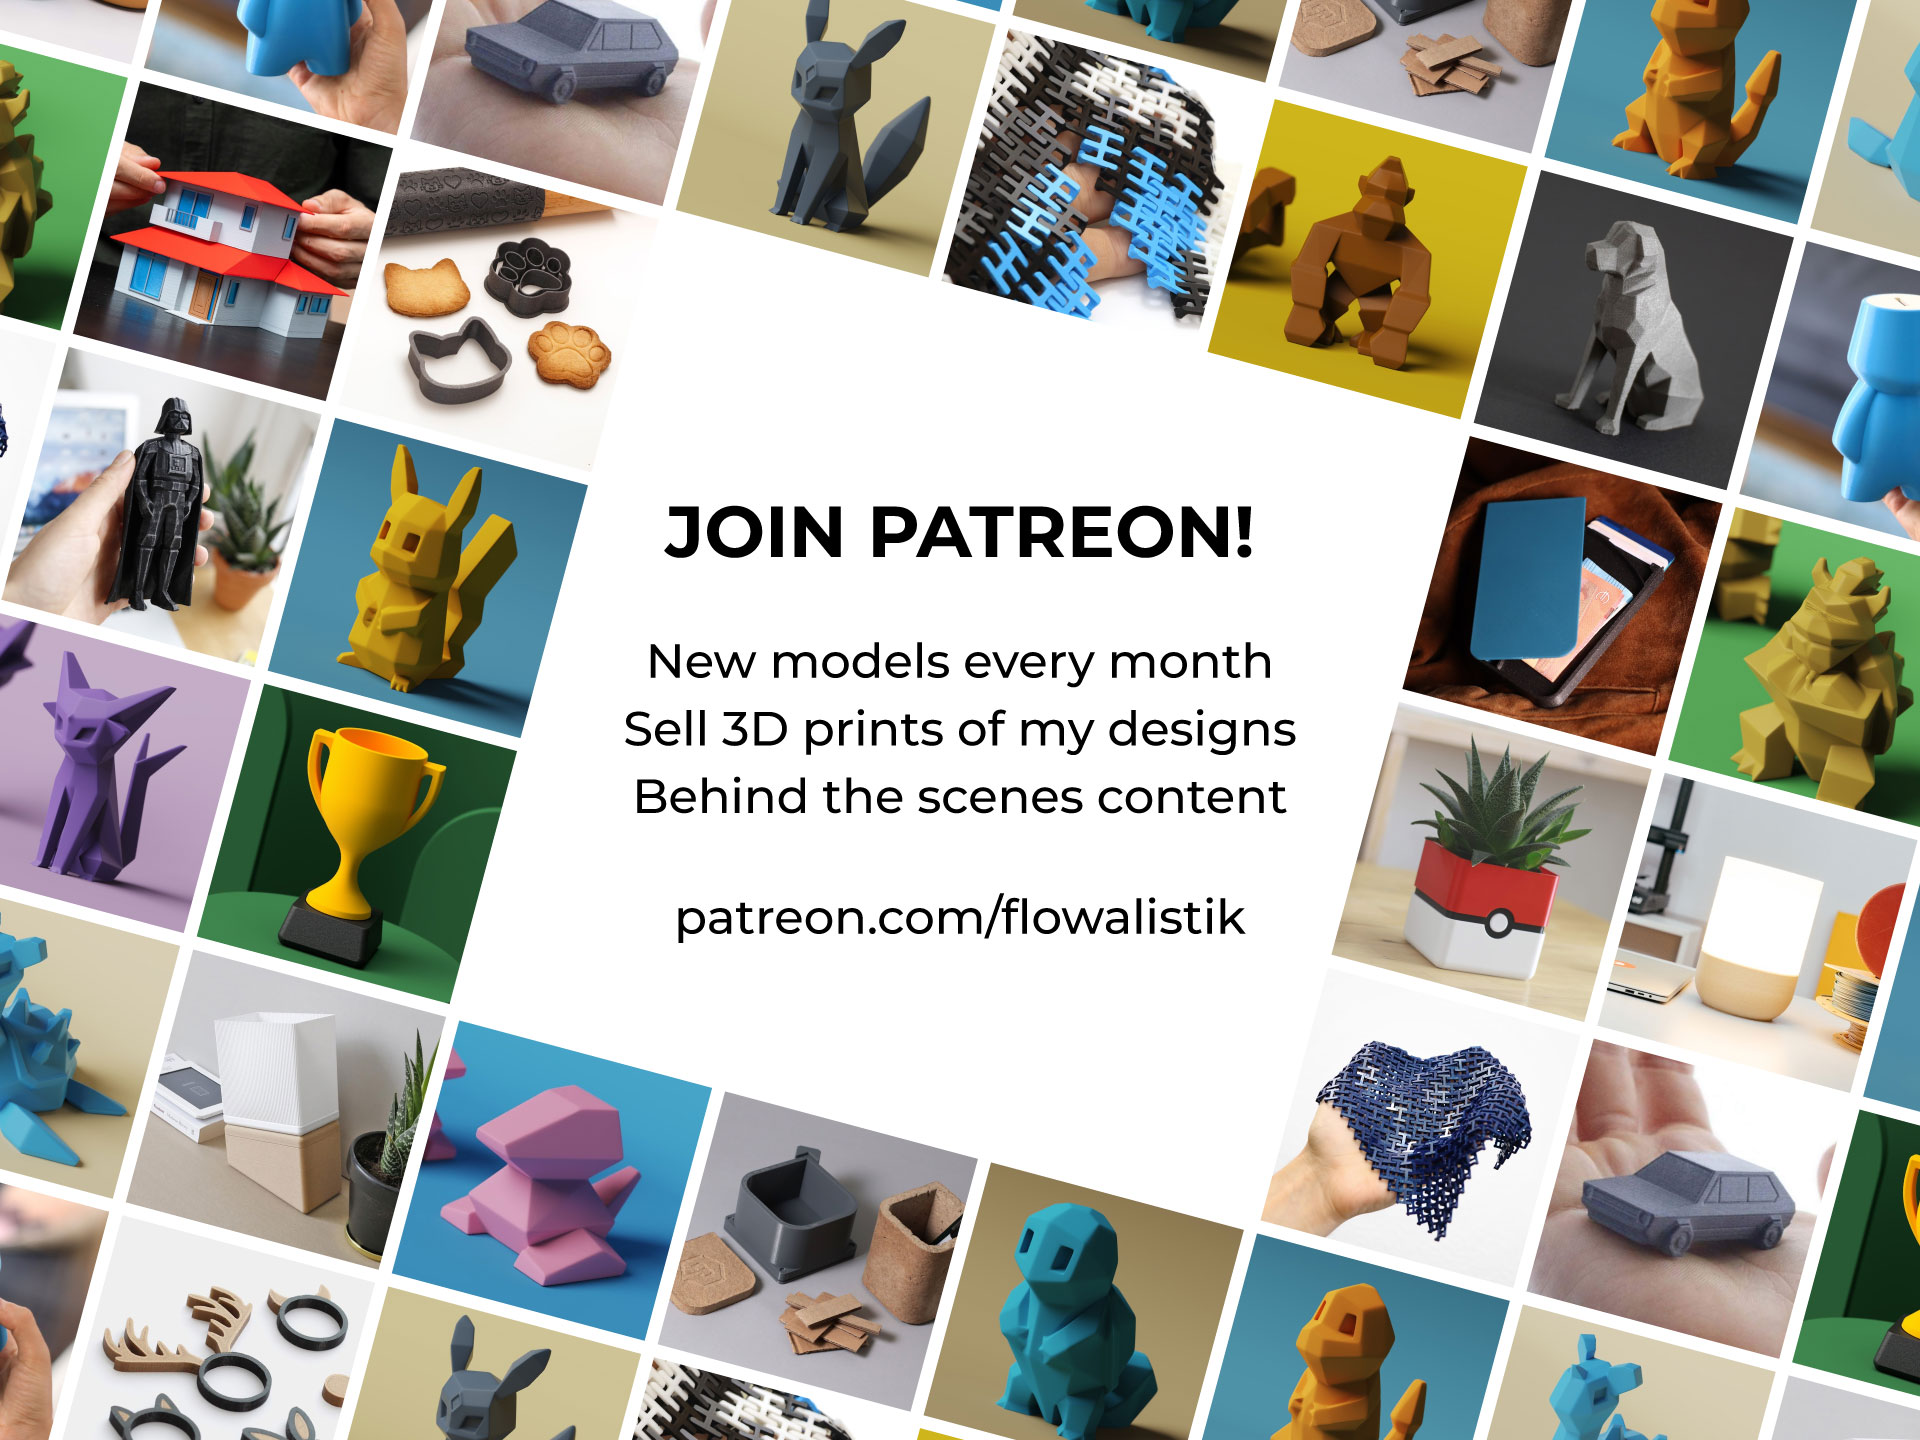 JOIN PATREON!
New models every month
Sell 3D prints of my designs
Behind the scenes content
patreon.com/flowalistik